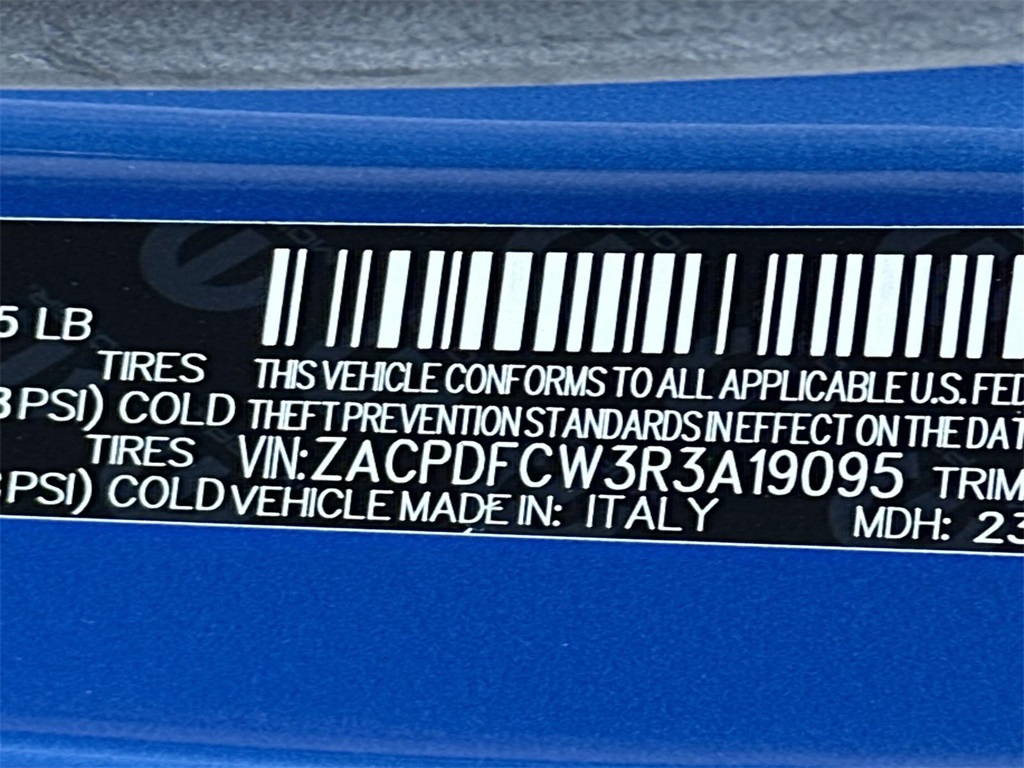 5 LB
TIRES THIS VEHICLE CONFORMS TO ALL APPLICABLE U.S. FED
PSI) COLD THEFT PREVENTION STANDARDS IN EFFECT ON THE DAT
TIRES VIN:ZACPDFCW3R3A19095 TRIM
PSI) COLD VEHICLE MADE IN: ITALY MDH: 23